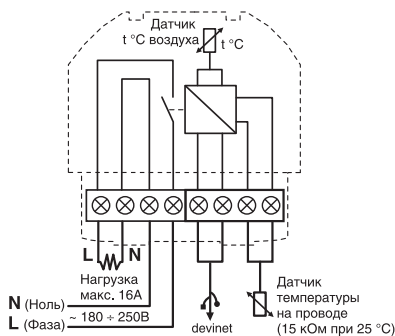 Датчик
t °C воздуха
t °C
L N
Нагрузка
макс. 16А
N (Ноль)
L (Фаза)
~ 180 ÷ 250В
devinet
Датчик
температуры
на проводе
(15 кОм при 25 °C)